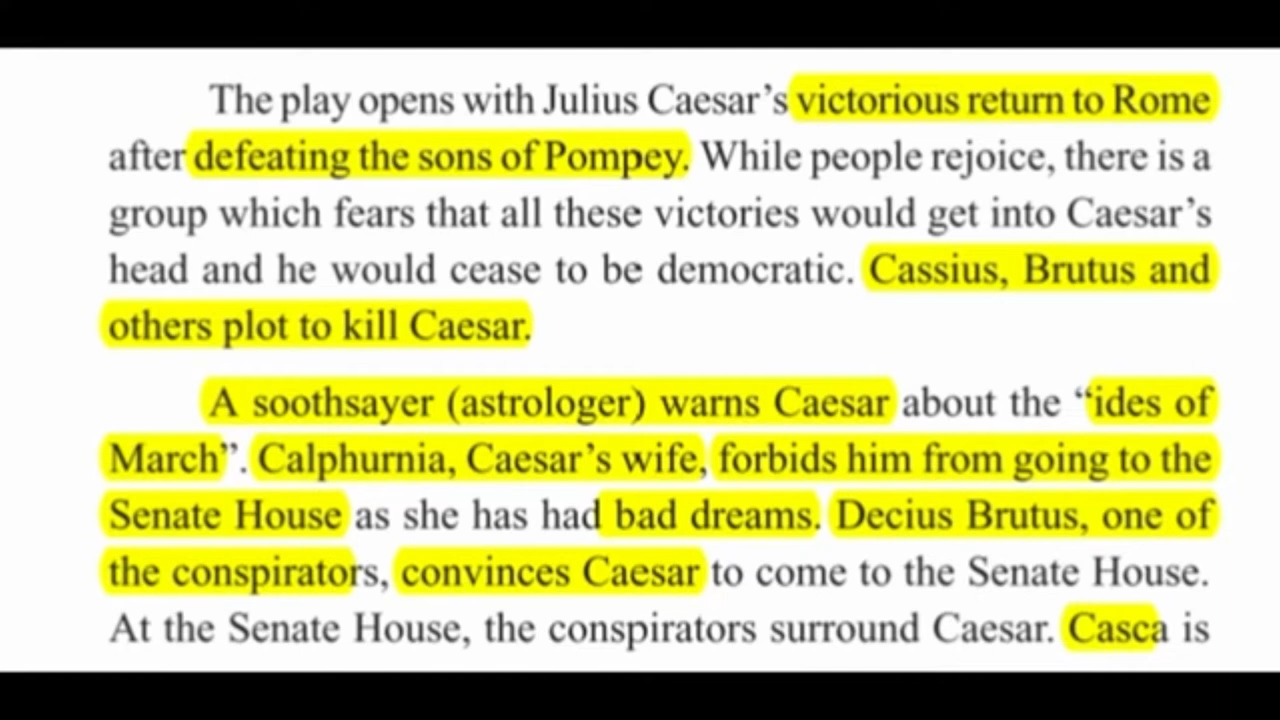 The play opens with Julius Caesar’s victorious return to Rome
after defeating the sons of Pompey. While people rejoice, there is a
group which fears that all these victories would get into Caesar’s
head and he would cease to be democratic. Cassius, Brutus and
others plot to kill Caesar.
A soothsayer (astrologer) warns Caesar about the “ides of
March”. Calphurnia, Caesar’s wife, forbids him from going to the
Senate House as she has had bad dreams. Decius Brutus, one of
the conspirators, convinces Caesar to come to the Senate House.
At the Senate House, the conspirators surround Caesar. Casca is